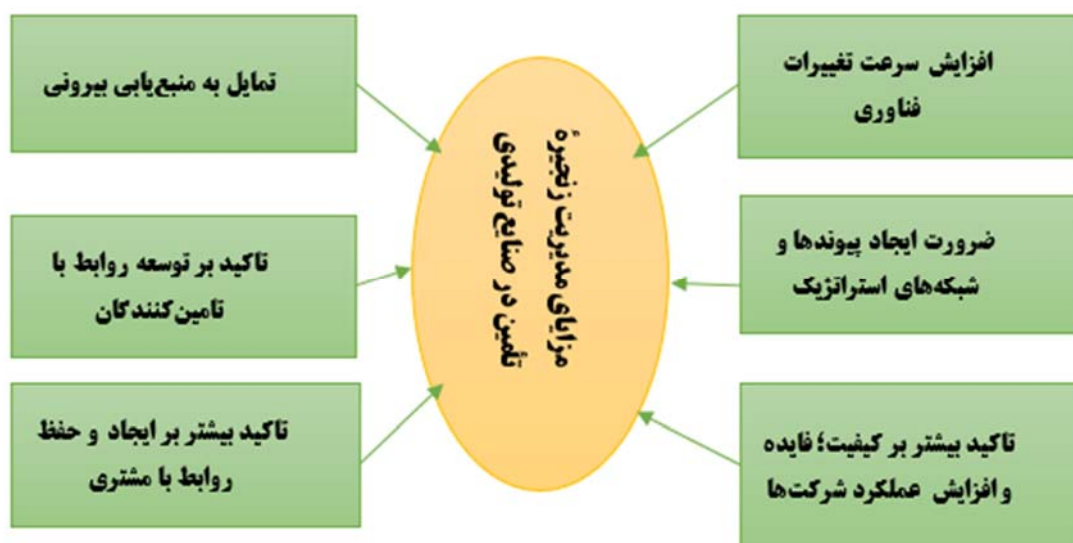 افزایش سرعت تغییرات
فناوری
ضرورت ایجاد پیوندها و
شبکه‌های استراتژیک
تاکید بیشتر بر کیفیت؛ فایده
و افزایش عملکرد شرکت‌ها
مزایای مدیریت زنجیرهٔ
تأمین در صنایع تولیدی
تمایل به منبع‌یابی بیرونی
تاکید بر توسعه روابط با
تامین‌کنندگان
تاکید بیشتر بر ایجاد و حفظ
روابط با مشتری